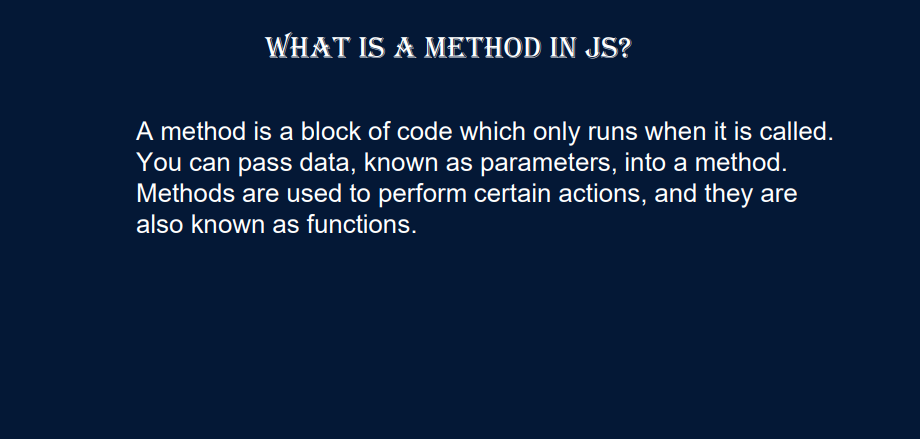 WHAT IS A METHOD IN JS?
A method is a block of code which only runs when it is called.
You can pass data, known as parameters, into a method.
Methods are used to perform certain actions, and they are
also known as functions.